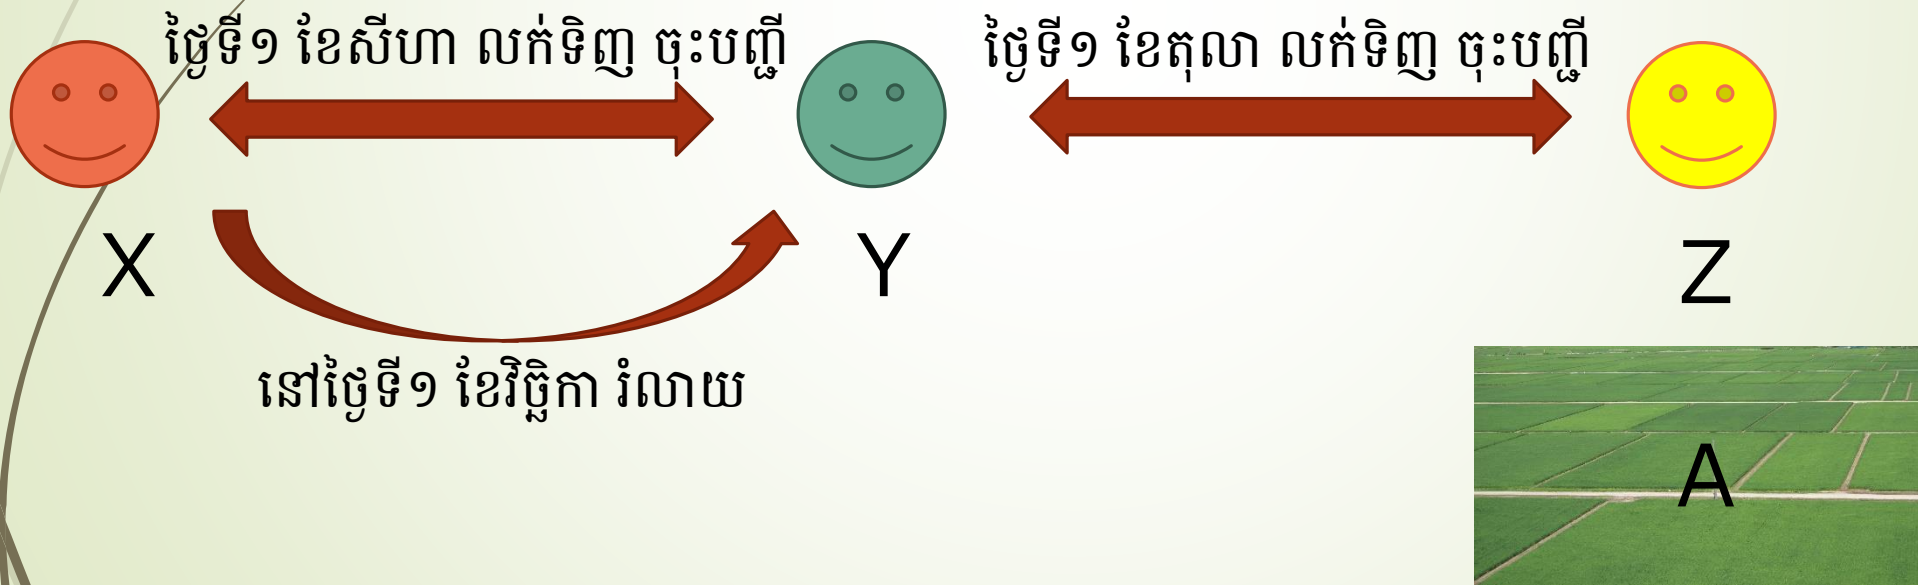 ថ្ងៃទី១ ខែសីហា លក់ទិញ ចុះបញ្ជី
ថ្ងៃទី១ ខែតុលា លក់ទិញ ចុះបញ្ជី
X
Y
Z
នៅថ្ងៃទី១ ខែវិច្ឆិកា រំលាយ
A